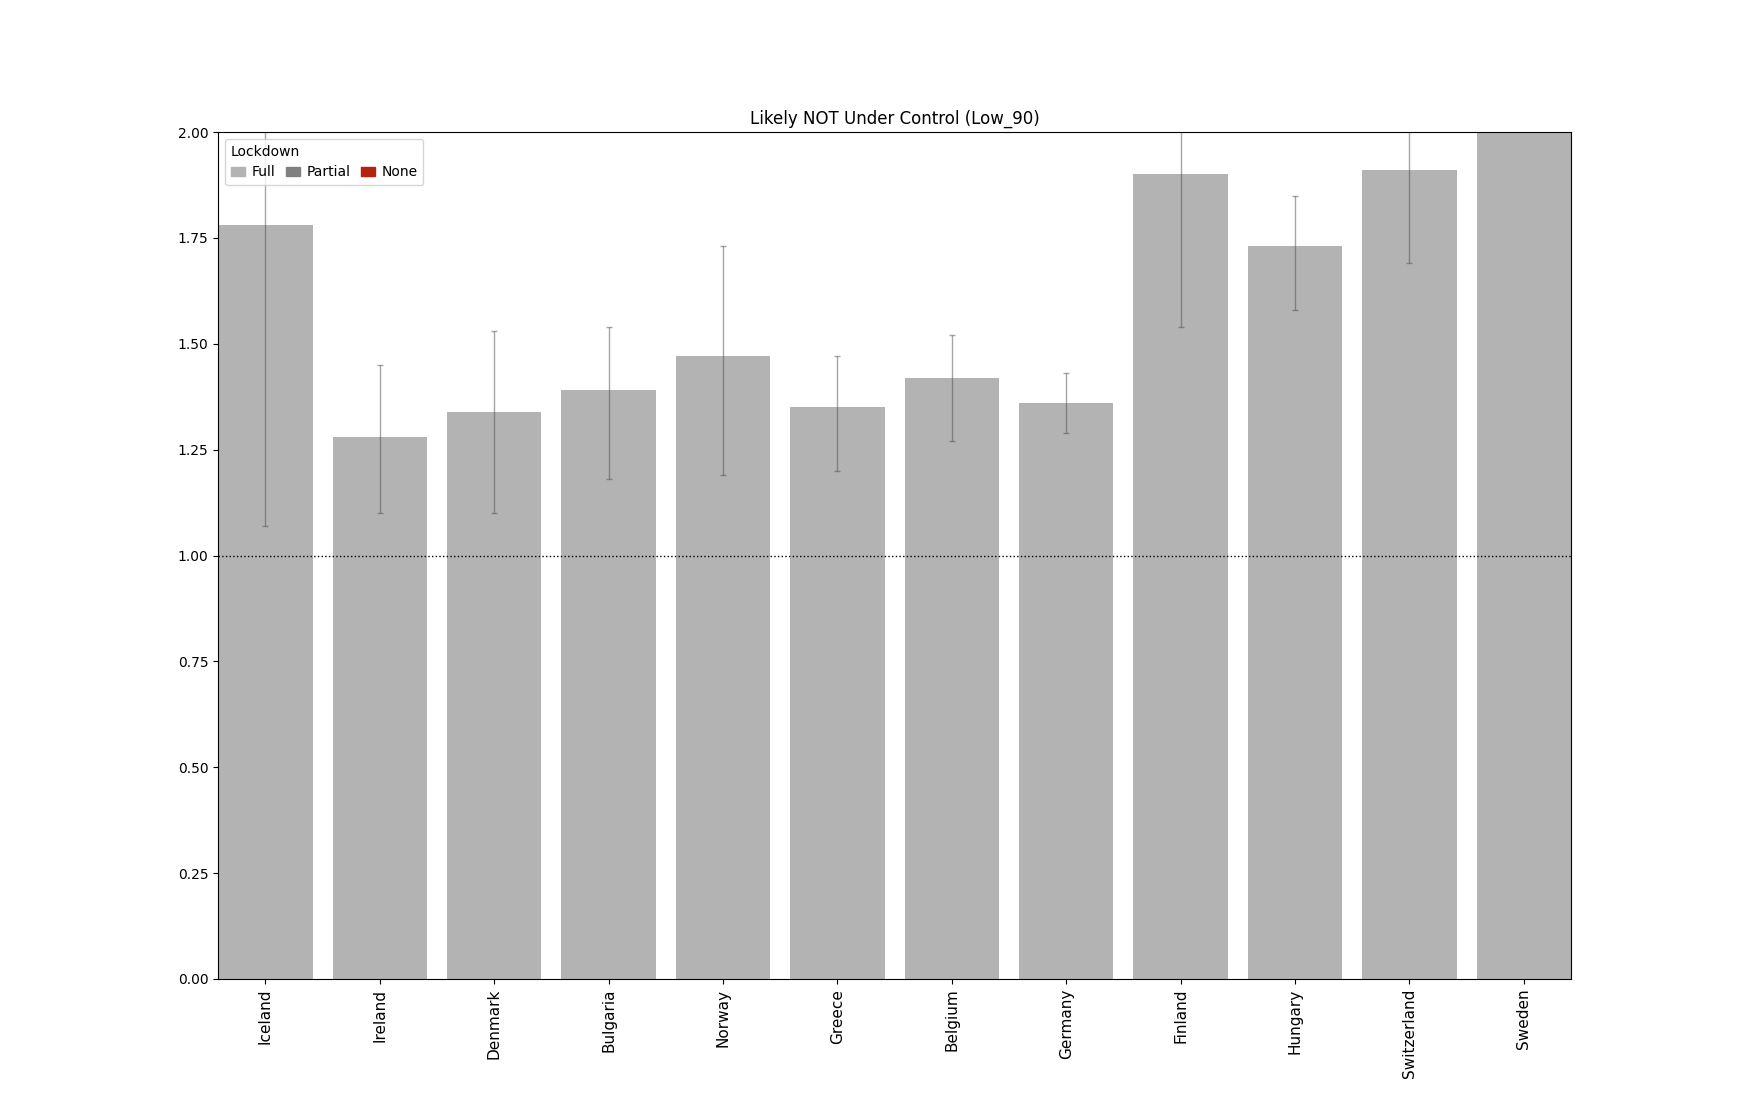 Likely NOT Under Control (Low_90)
2.00
Lockdown
Full Partial None
1.75
1.50
1.25
1.00
0.75
0.50
0.25
0.00
Iceland
Ireland
Denmark
Bulgaria
Norway
Greece
Belgium
Germany
Finland
Hungary
Switzerland
Sweden